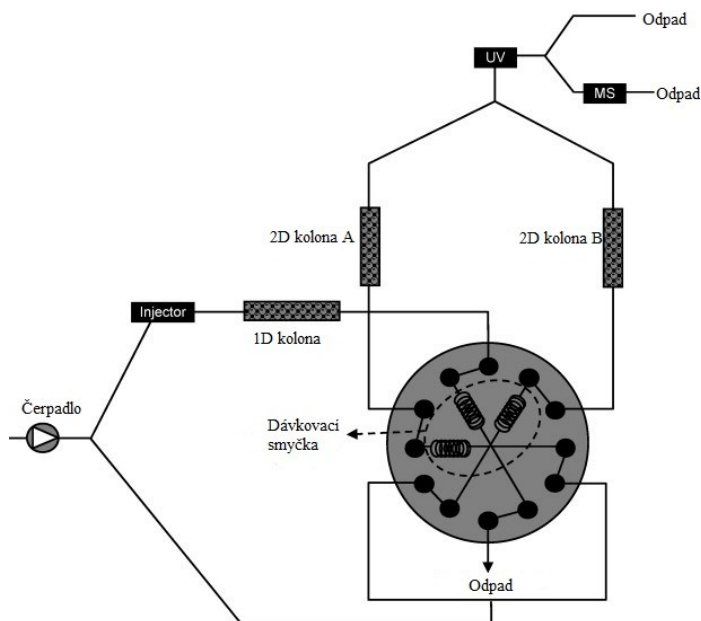 Odpad
UV
MS
Odpad
2D kolona A
2D kolona B
Injector
1D kolona
Čerpadlo
Dávkovací
smyčka
Odpad